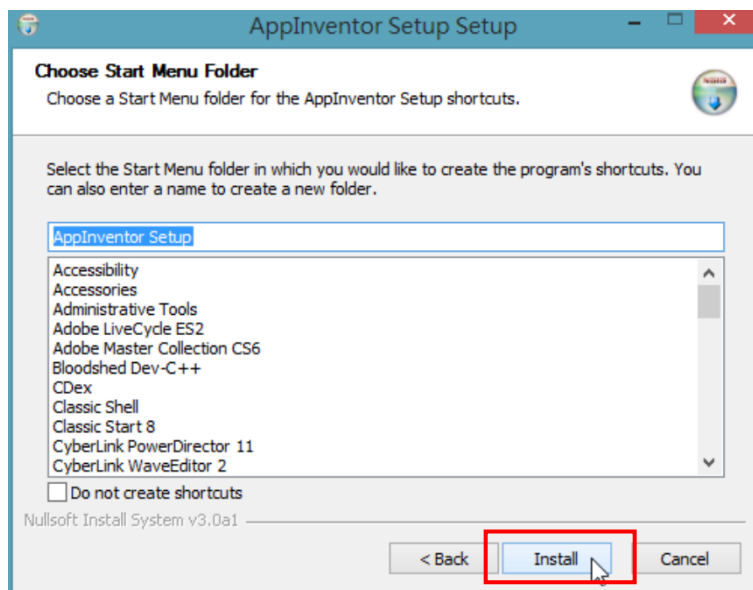 AppInventor Setup Setup
Choose Start Menu Folder
Choose a Start Menu folder for the AppInventor Setup shortcuts.
Select the Start Menu folder in which you would like to create the program's shortcuts. You
can also enter a name to create a new folder.
AppInventor Setup
Accessibility
Accessories
Administrative Tools
Adobe LiveCycle ES2
Adobe Master Collection CS6
Bloodshed Dev-C++
CDex
Classic Shell
Classic Start 8
CyberLink PowerDirector 11
CyberLink WaveEditor 2
Do not create shortcuts
Nullsoft Install System v3.0a1
< Back Install Cancel